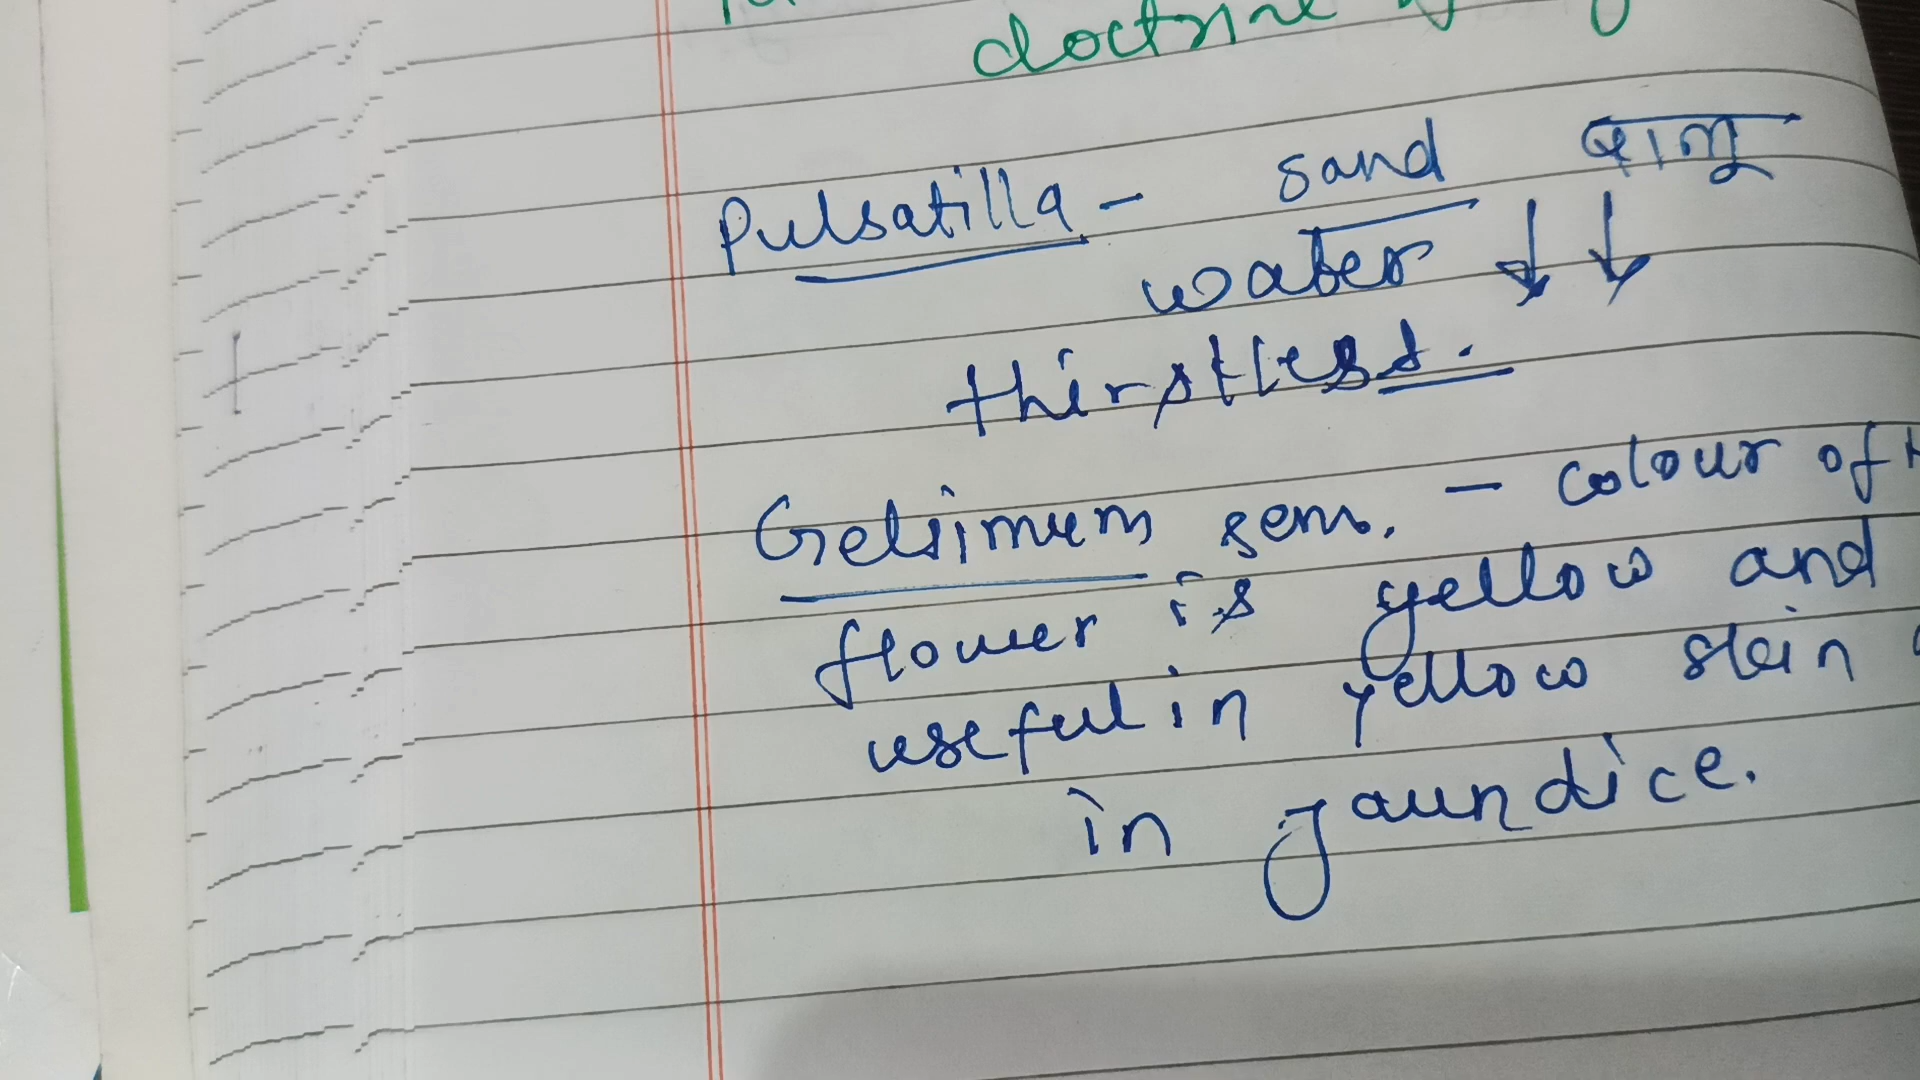 doctrine
Pulsatilla - sand वालू
water ↓ ↓
thirstless.
Gelsimum sem. - colour of
flower is yellow and
useful in yellow skin
in jaundice.